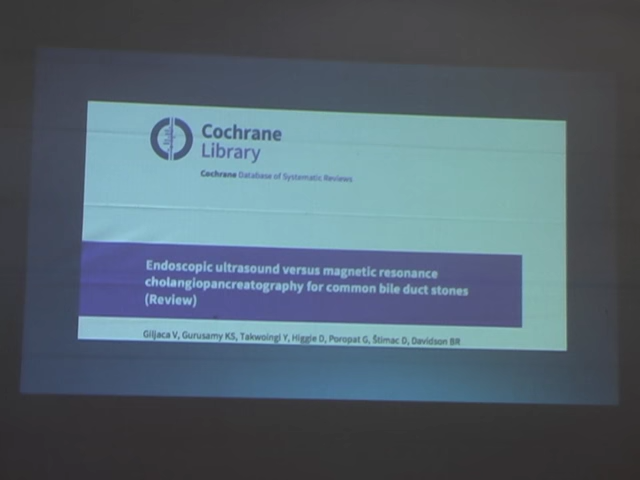 Cochrane
Library
Cochrane Database of Systematic Reviews
Endoscopic ultrasound versus magnetic resonance
cholangiopancreatography for common bile duct stones
(Review)
Giljaca V, Gurusamy KS, Takwoingi Y, Higgie D, Poropat G, Štimac D, Davidson BR